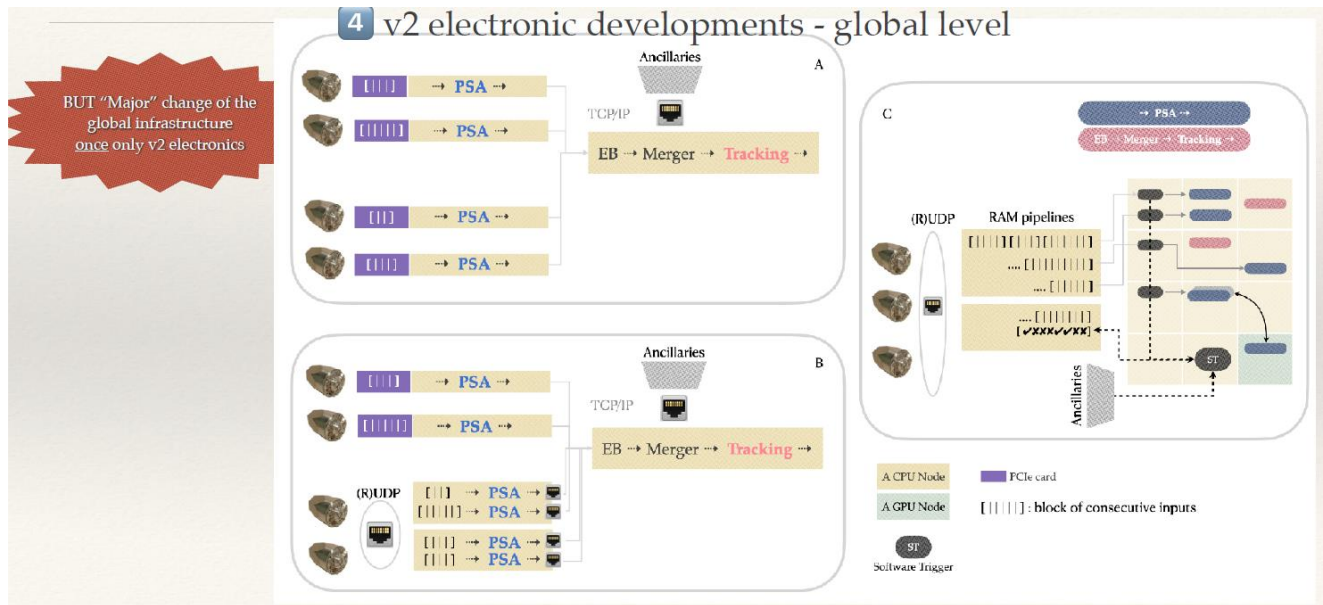 4 v2 electronic developments - global level
BUT “Major” change of the
global infrastructure
once only v2 electronics
A
Ancillaries
TCP/IP
[|||] ⇢ PSA ⇢
[|||||] ⇢ PSA ⇢
[||] ⇢ PSA ⇢
[|||] ⇢ PSA ⇢
EB ⇢ Merger ⇢ Tracking ⇢
B
Ancillaries
TCP/IP
[|||] ⇢ PSA ⇢
[|||||] ⇢ PSA ⇢
EB ⇢ Merger ⇢ Tracking ⇢
(R)UDP
[|||] ⇢ PSA ⇢
[|||||] ⇢ PSA ⇢
[|||] ⇢ PSA ⇢
[|||] ⇢ PSA ⇢
C
⇢ PSA ⇢
EB ⇢ Merger ⇢ Tracking ⇢
(R)UDP
RAM pipelines
[||||][|||][||||||]
....[||||||||]
....[|||||]
....[|||||||]
[✔✘✘✘✔✔✘✘]
ST
Ancillaries
A CPU Node
PCIe card
A GPU Node
[|||||] : block of consecutive inputs
ST
Software Trigger